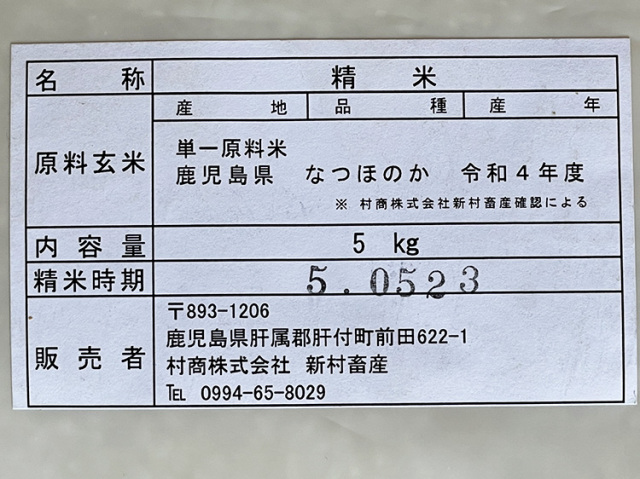 名称 精米
産地 品種 産年
原料玄米
単一原料米
鹿児島県 なつほのか 令和4年度
※ 村商株式会社新村畜産確認による
内容量 5 kg
精米時期 5.0523
販売者
〒893-1206
鹿児島県肝属郡肝付町前田622-1
村商株式会社 新村畜産
℡ 0994-65-8029